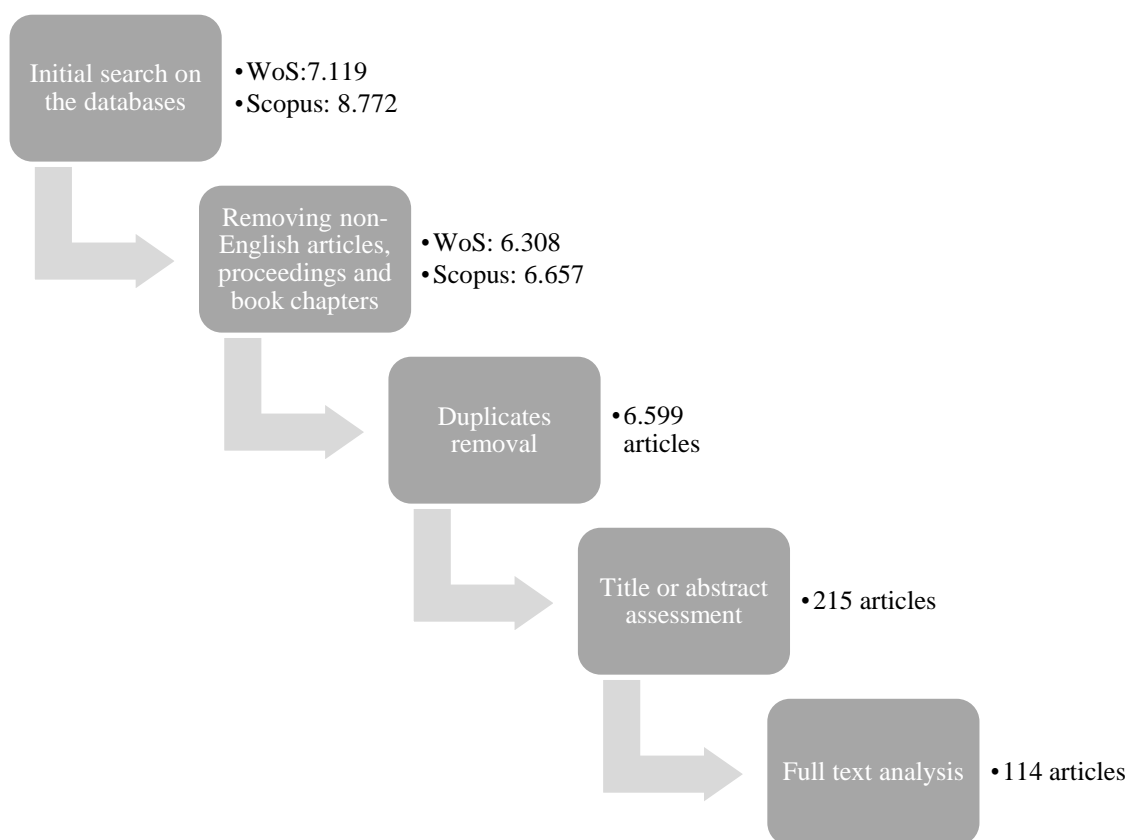 Initial search on
the databases
•WoS:7.119
•Scopus: 8.772
Removing non-
English articles,
proceedings and
book chapters
•WoS: 6.308
•Scopus: 6.657
Duplicates
removal
•6.599
articles
Title or abstract
assessment
•215 articles
Full text analysis
•114 articles